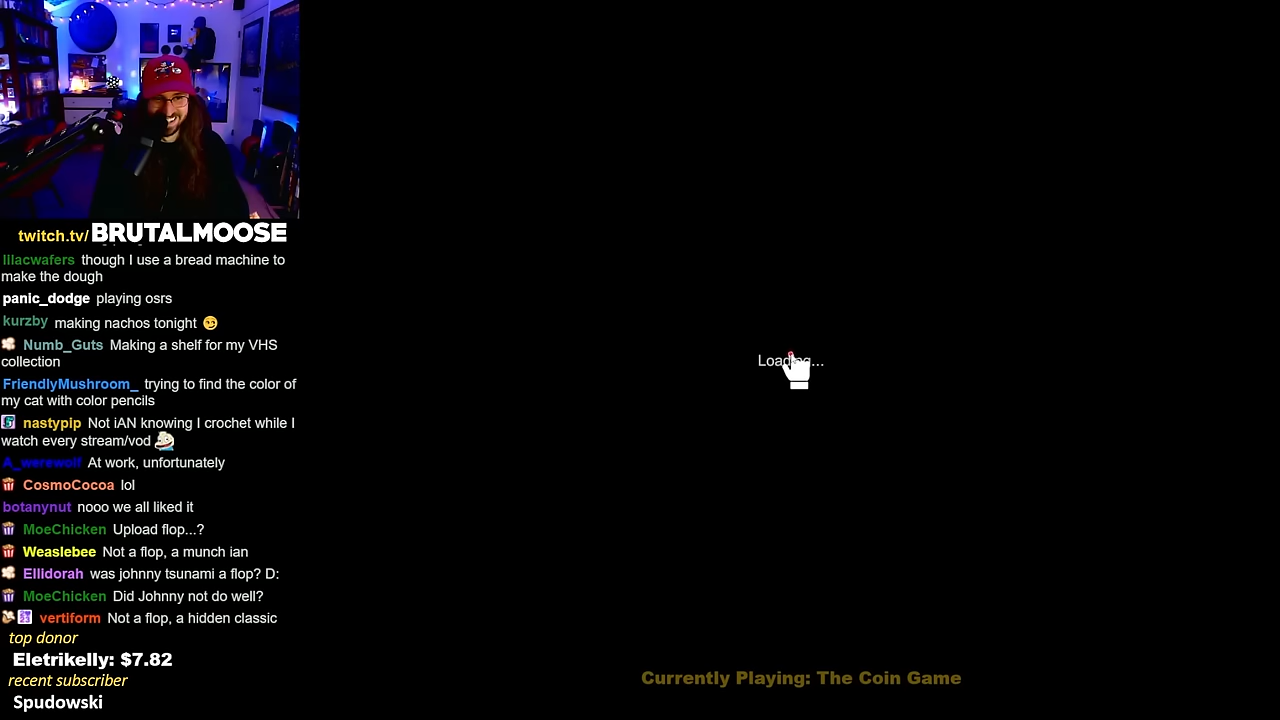 twitch.tv/BRUTALMOOSE
lilacwafers though I use a bread machine to
make the dough
panic_dodge playing osrs
kurzby making nachos tonight
Numb_Guts Making a shelf for my VHS
collection
FriendlyMushroom_ trying to find the color of
my cat with color pencils
nastypip Not iAN knowing I crochet while I
watch every stream/vod
A_werewolf At work, unfortunately
CosmoCocoa lol
botanynut nooo we all liked it
MoeChicken Upload flop...?
Weaslebee Not a flop, a munch ian
Ellidorah was johnny tsunami a flop? D:
MoeChicken Did Johnny not do well?
vertiform Not a flop, a hidden classic
top donor
Eletrikelly: $7.82
recent subscriber
Spudowski
Loading...
Currently Playing: The Coin Game